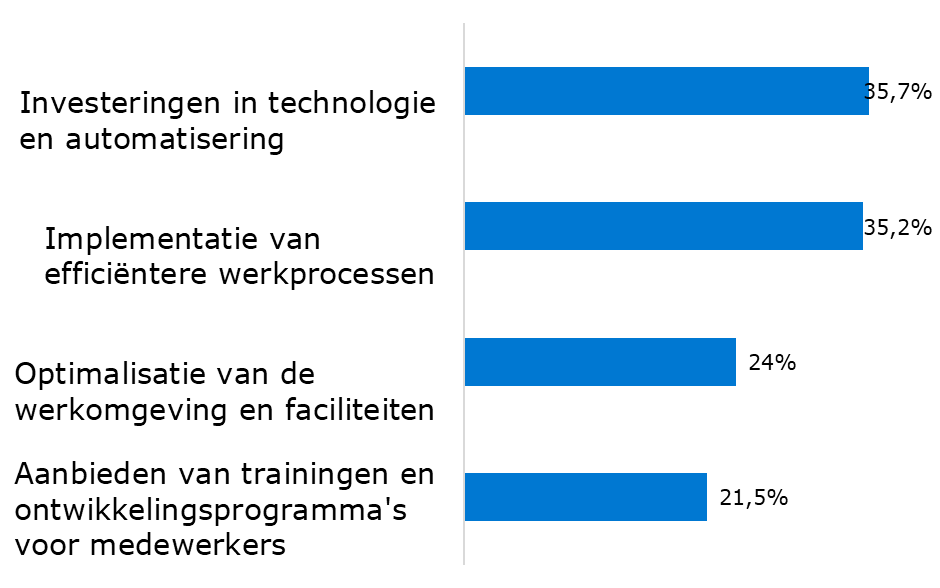 Investeringen in technologie
en automatisering
35,7%
Implementatie van
efficiëntere werkprocessen
35,2%
Optimalisatie van de
werkomgeving en faciliteiten
24%
Aanbieden van trainingen en
ontwikkelingsprogramma's
voor medewerkers
21,5%